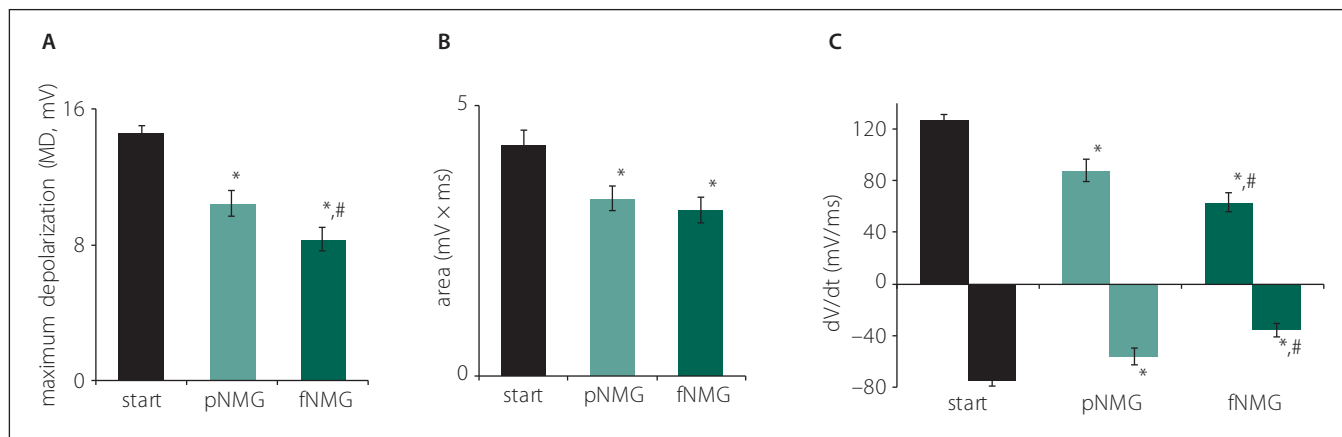 A
maximum depolarization (MD, mV)
16
8
0
*
*,#
start pNMG fNMG
B
area (mV × ms)
5
0
*
*
start pNMG fNMG
C
dV/dt (mV/ms)
120
80
40
0
−40
−80
*
*,#
*
*,#
start pNMG fNMG